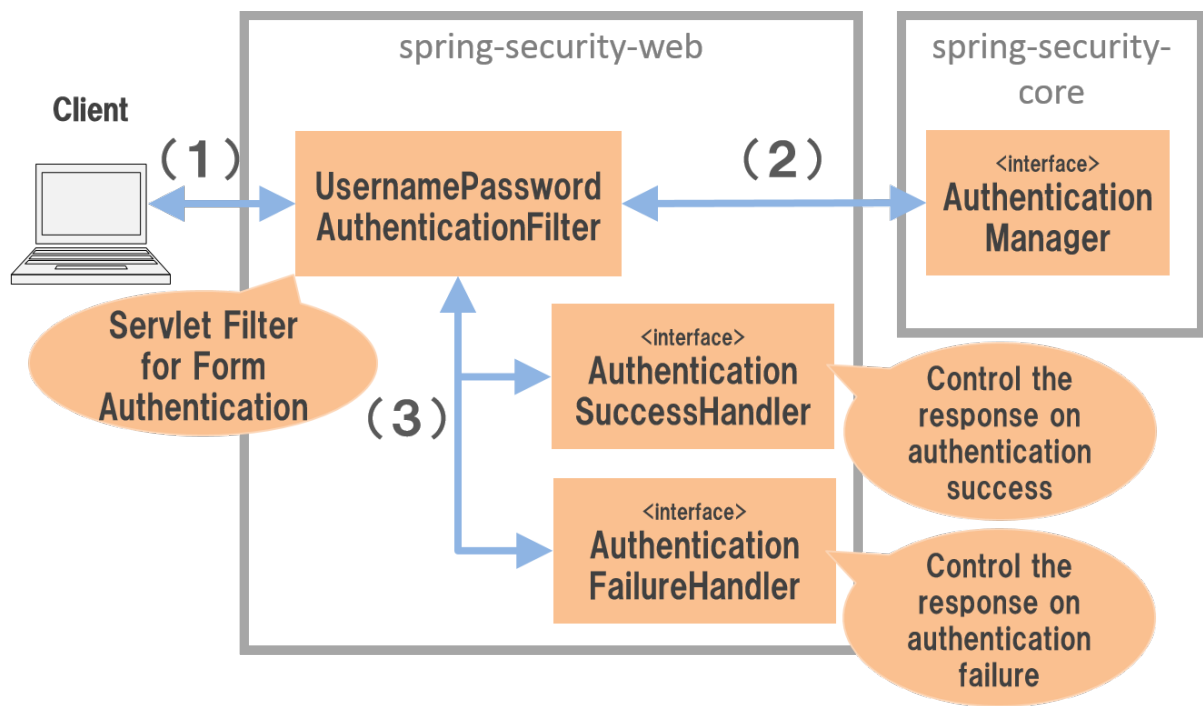 spring-security-web
spring-security-
core
Client
(1)
UsernamePassword
AuthenticationFilter
(2)
<interface>
Authentication
Manager
Servlet Filter
for Form
Authentication
(3)
<interface>
Authentication
SuccessHandler
Control the
response on
authentication
success
<interface>
Authentication
FailureHandler
Control the
response on
authentication
failure